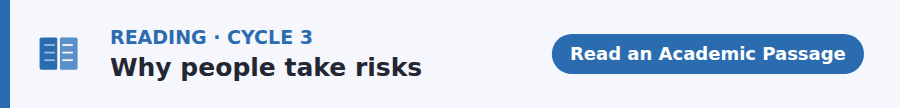 READING · CYCLE 3
Why people take risks
Read an Academic Passage